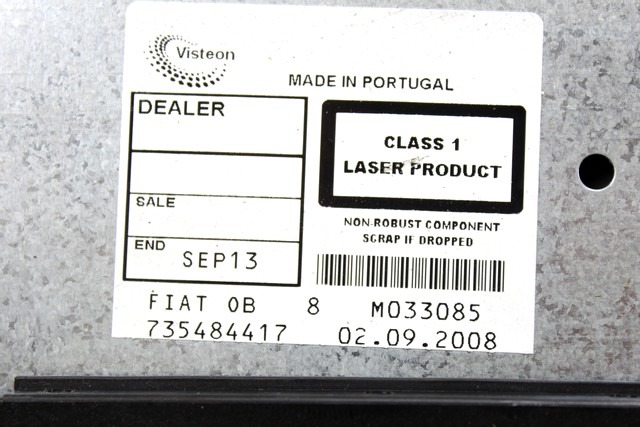 Visteon
MADE IN PORTUGAL
DEALER
SALE
END
SEP13
CLASS 1
LASER PRODUCT
NON-ROBUST COMPONENT
SCRAP IF DROPPED
FIAT OB 8 M033085
735484417 02.09.2008